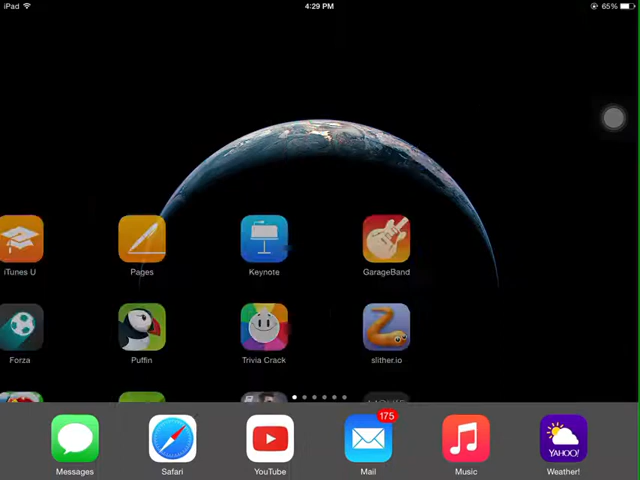 iPad 4:29 PM 65%
iTunes U Pages Keynote GarageBand
Forza Puffin Trivia Crack slither.io
175
YAHOO!
Messages Safari YouTube Mail Music Weather!